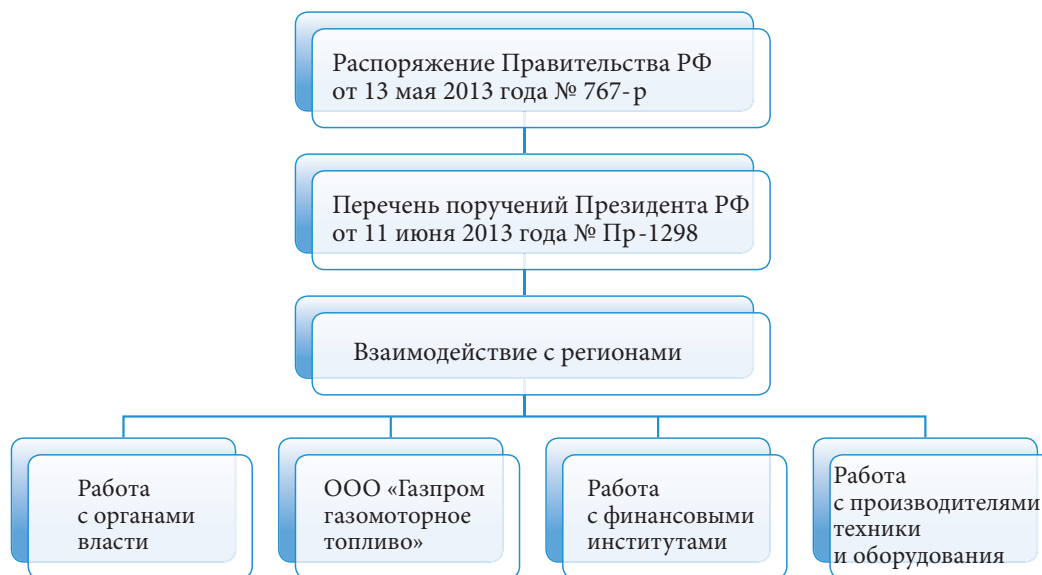 Распоряжение Правительства РФ
от 13 мая 2013 года № 767-р
Перечень поручений Президента РФ
от 11 июня 2013 года № Пр-1298
Взаимодействие с регионами
Работа
с органами
власти
ООО «Газпром
газомоторное
топливо»
Работа
с финансовыми
институтами
Работа
с производителями
техники
и оборудования